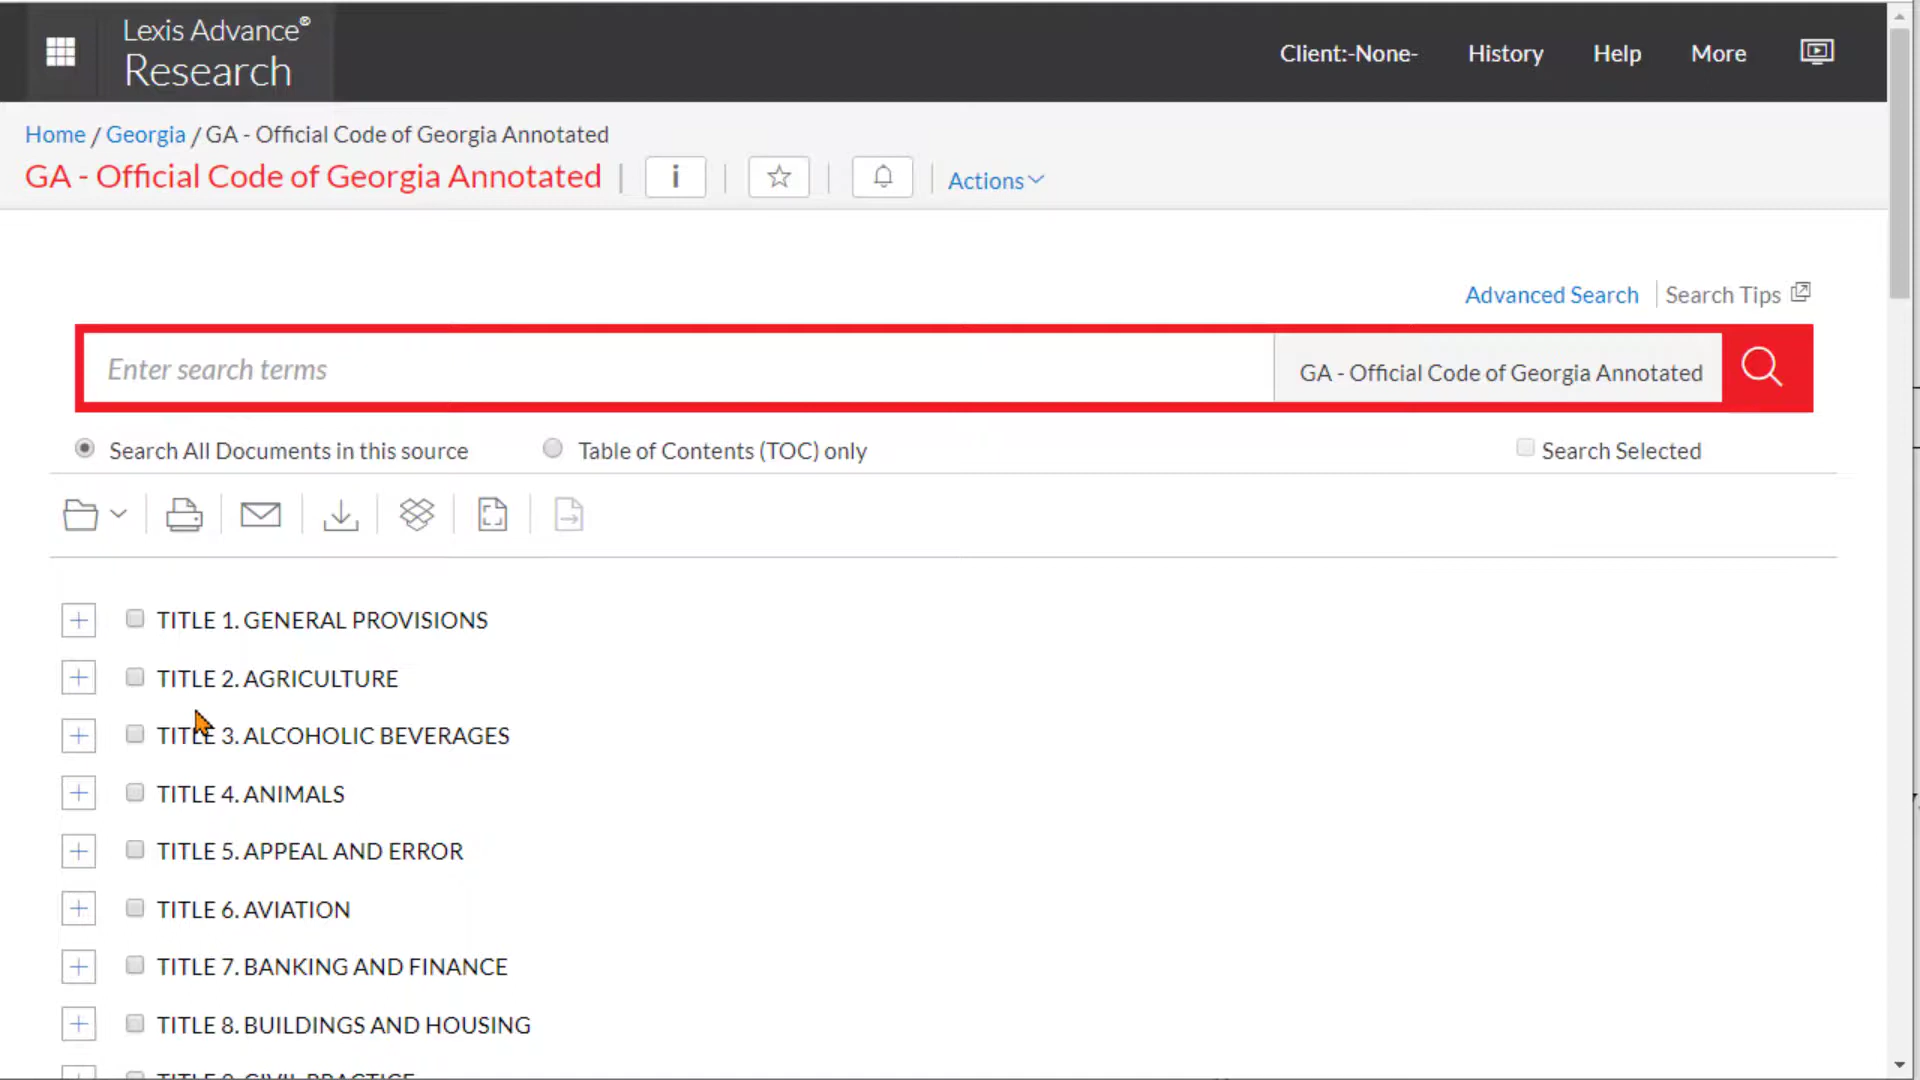 Lexis Advance®
Research
Client:-None- History Help More
Home / Georgia / GA - Official Code of Georgia Annotated
GA - Official Code of Georgia Annotated
i
Actions
Advanced Search Search Tips
Enter search terms
GA - Official Code of Georgia Annotated
Search All Documents in this source
Table of Contents (TOC) only
Search Selected
TITLE 1. GENERAL PROVISIONS
TITLE 2. AGRICULTURE
TITLE 3. ALCOHOLIC BEVERAGES
TITLE 4. ANIMALS
TITLE 5. APPEAL AND ERROR
TITLE 6. AVIATION
TITLE 7. BANKING AND FINANCE
TITLE 8. BUILDINGS AND HOUSING
TITLE 9. CIVIL PRACTICE